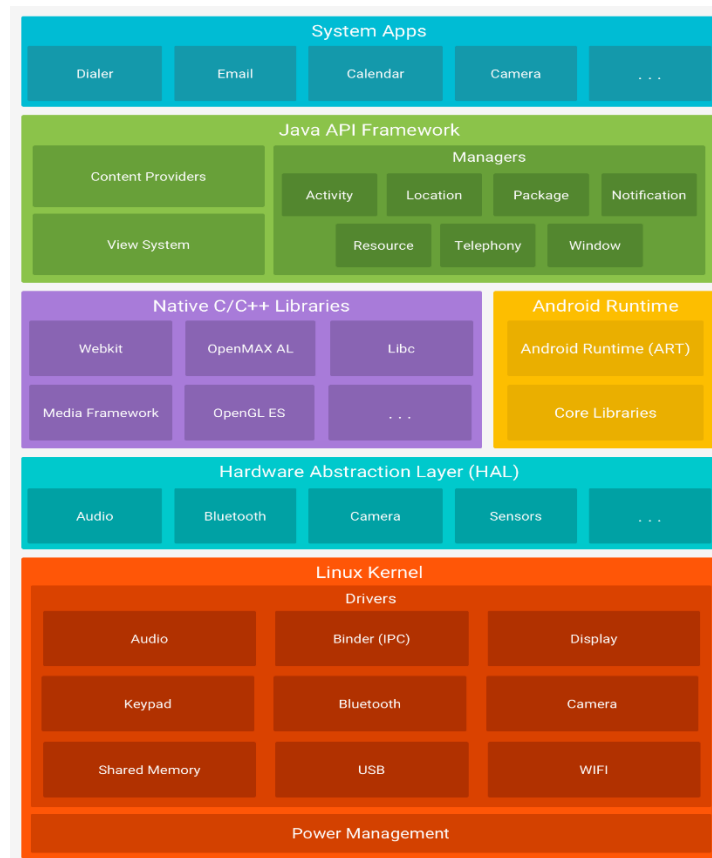 System Apps
Dialer
Email
Calendar
Camera
. . .
Java API Framework
Content Providers
View System
Managers
Activity
Location
Package
Notification
Resource
Telephony
Window
Native C/C++ Libraries
Webkit
OpenMAX AL
Libc
Media Framework
OpenGL ES
. . .
Android Runtime
Android Runtime (ART)
Core Libraries
Hardware Abstraction Layer (HAL)
Audio
Bluetooth
Camera
Sensors
. . .
Linux Kernel
Drivers
Audio
Binder (IPC)
Display
Keypad
Bluetooth
Camera
Shared Memory
USB
WIFI
Power Management